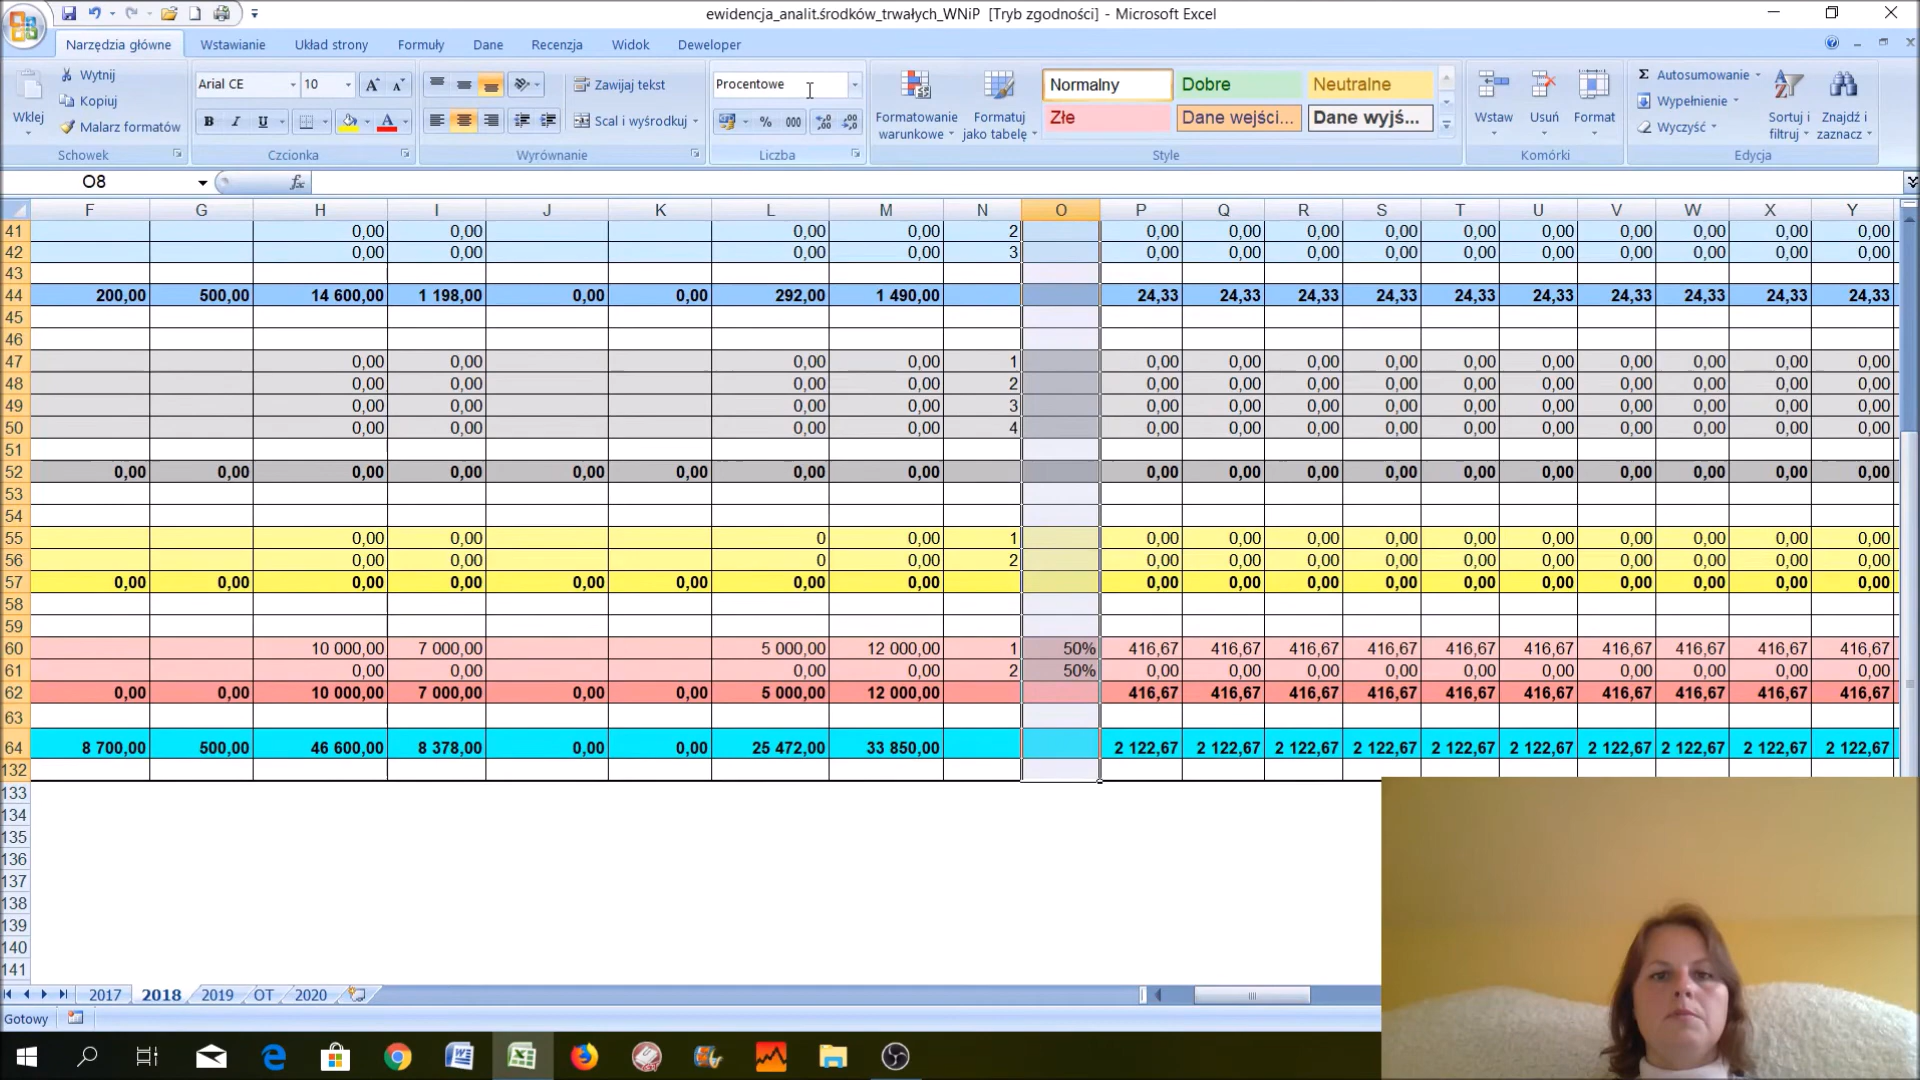 ewidencja_analit.środków_trwałych_WNiP [Tryb zgodności] - Microsoft Excel
Narzędzia główne Wstawianie Układ strony Formuły Dane Recenzja Widok Deweloper
Wklej Wytnij Kopiuj Malarz formatów Schowek
Arial CE 10 Czcionka
Zawijaj tekst Scal i wyśrodkuj Wyrównanie
Procentowe % 000 Liczba
Formatowanie warunkowe Formatuj jako tabelę Normalny Dobre Neutralne Złe Dane wejści... Dane wyjś... Style
Wstaw Usuń Format Komórki
Σ Autosumowanie Wypełnienie Wyczyść Sortuj i filtruj Znajdź i zaznacz Edycja
O8 fx
F G H I J K L M N O P Q R S T U V W X Y
41 0,00 0,00 0,00 0,00 2 0,00 0,00 0,00 0,00 0,00 0,00 0,00 0,00 0,00 0,00
42 0,00 0,00 0,00 0,00 3 0,00 0,00 0,00 0,00 0,00 0,00 0,00 0,00 0,00 0,00
43
44 200,00 500,00 14 600,00 1 198,00 0,00 0,00 292,00 1 490,00 24,33 24,33 24,33 24,33 24,33 24,33 24,33 24,33 24,33 24,33
45
46
47 0,00 0,00 0,00 0,00 1 0,00 0,00 0,00 0,00 0,00 0,00 0,00 0,00 0,00 0,00
48 0,00 0,00 0,00 0,00 2 0,00 0,00 0,00 0,00 0,00 0,00 0,00 0,00 0,00 0,00
49 0,00 0,00 0,00 0,00 3 0,00 0,00 0,00 0,00 0,00 0,00 0,00 0,00 0,00 0,00
50 0,00 0,00 0,00 0,00 4 0,00 0,00 0,00 0,00 0,00 0,00 0,00 0,00 0,00 0,00
51
52 0,00 0,00 0,00 0,00 0,00 0,00 0,00 0,00 0,00 0,00 0,00 0,00 0,00 0,00 0,00 0,00 0,00 0,00
53
54
55 0,00 0,00 0 0,00 1 0,00 0,00 0,00 0,00 0,00 0,00 0,00 0,00 0,00 0,00
56 0,00 0,00 0 0,00 2 0,00 0,00 0,00 0,00 0,00 0,00 0,00 0,00 0,00 0,00
57 0,00 0,00 0,00 0,00 0,00 0,00 0,00 0,00 0,00 0,00 0,00 0,00 0,00 0,00 0,00 0,00 0,00 0,00
58
59
60 10 000,00 7 000,00 5 000,00 12 000,00 1 50% 416,67 416,67 416,67 416,67 416,67 416,67 416,67 416,67 416,67 416,67
61 0,00 0,00 0,00 0,00 2 50% 0,00 0,00 0,00 0,00 0,00 0,00 0,00 0,00 0,00 0,00
62 0,00 0,00 10 000,00 7 000,00 0,00 0,00 5 000,00 12 000,00 416,67 416,67 416,67 416,67 416,67 416,67 416,67 416,67 416,67 416,67
63
64 8 700,00 500,00 46 600,00 8 378,00 0,00 0,00 25 472,00 33 850,00 2 122,67 2 122,67 2 122,67 2 122,67 2 122,67 2 122,67 2 122,67 2 122,67 2 122,67 2 122,67
132
133
134
135
136
137
138
139
140
141
2017 2018 2019 OT 2020
Gotowy